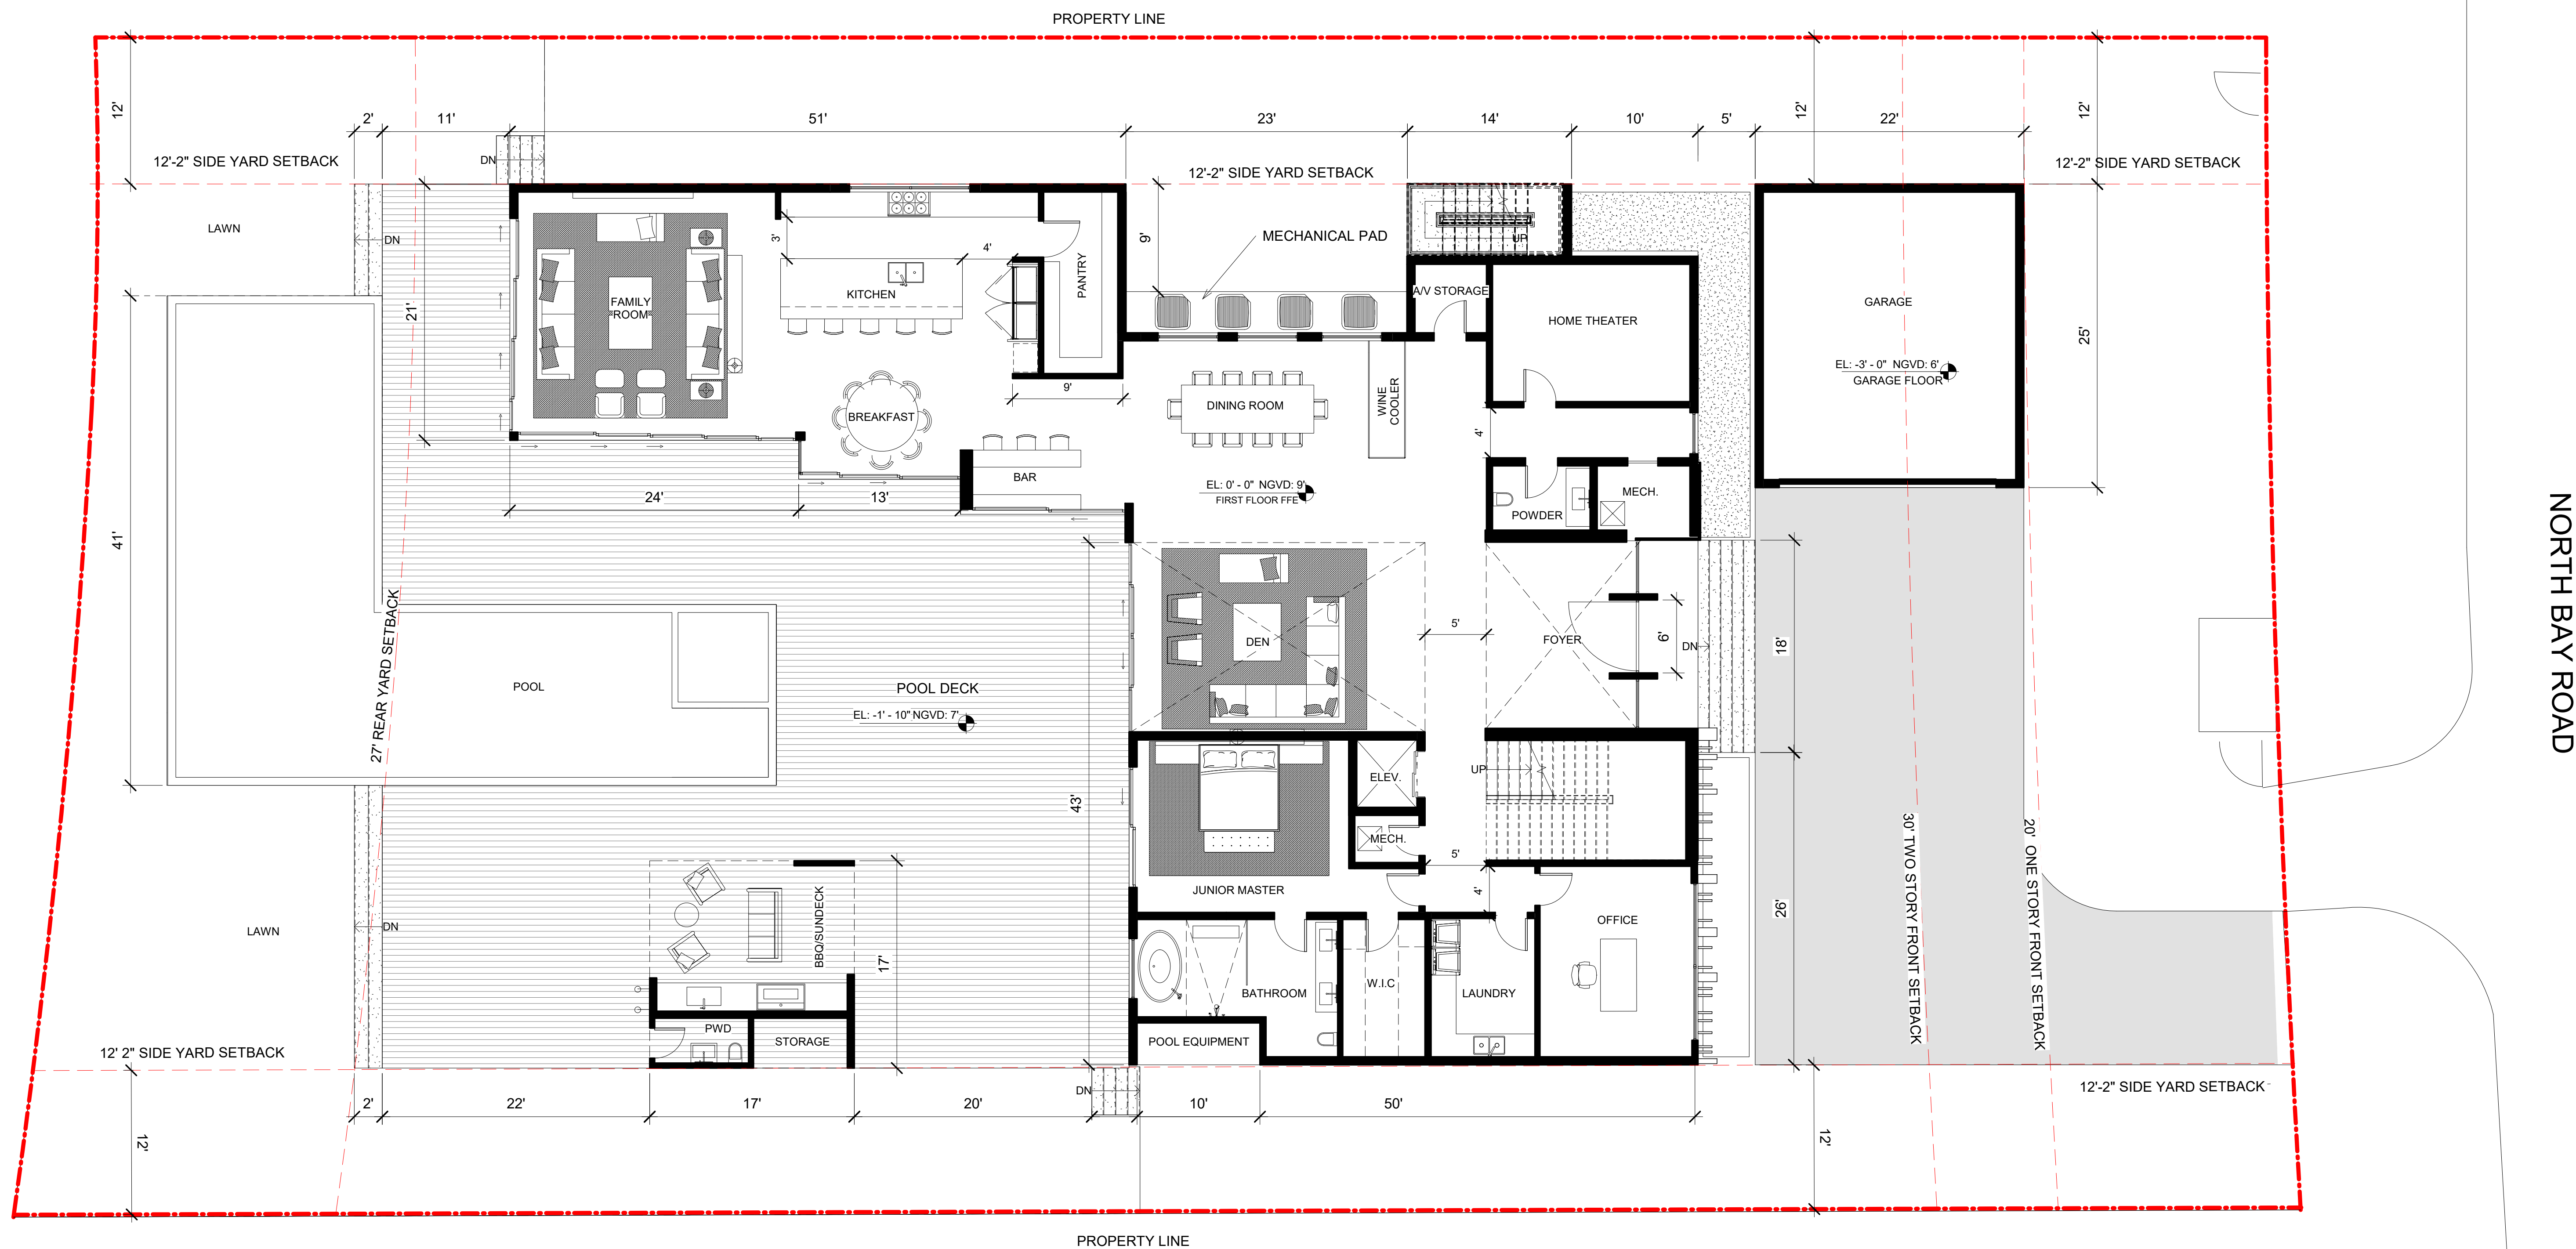 PROPERTY LINE
12'
2'
11'
51'
23'
14'
10'
12'
5'
22'
12'
12'-2" SIDE YARD SETBACK
DN
12'-2" SIDE YARD SETBACK
12'-2" SIDE YARD SETBACK
LAWN
DN
3'
4'
9'
MECHANICAL PAD
UP
PANTRY
KITCHEN
A/V STORAGE
FAMILY
ROOM
21'
HOME THEATER
GARAGE
25'
EL: -3' - 0" NGVD: 6'
GARAGE FLOOR
9'
BREAKFAST
DINING ROOM
WINE
COOLER
4'
BAR
24'
13'
EL: 0' - 0" NGVD: 9'
FIRST FLOOR FFE
MECH.
POWDER
41'
NORTH BAY ROAD
27' REAR YARD SETBACK
POOL
POOL DECK
EL: -1' - 10" NGVD: 7'
DEN
5'
FOYER
6'
DN
18'
43'
ELEV.
UP
MECH.
5'
4'
JUNIOR MASTER
OFFICE
26'
30' TWO STORY FRONT SETBACK
20' ONE STORY FRONT SETBACK
LAWN
DN
BBQ/SUNDECK
17'
BATHROOM
W.I.C
LAUNDRY
PWD
STORAGE
POOL EQUIPMENT
12' 2" SIDE YARD SETBACK
12'-2" SIDE YARD SETBACK
DN
2'
22'
17'
20'
10'
50'
12'
12'
PROPERTY LINE